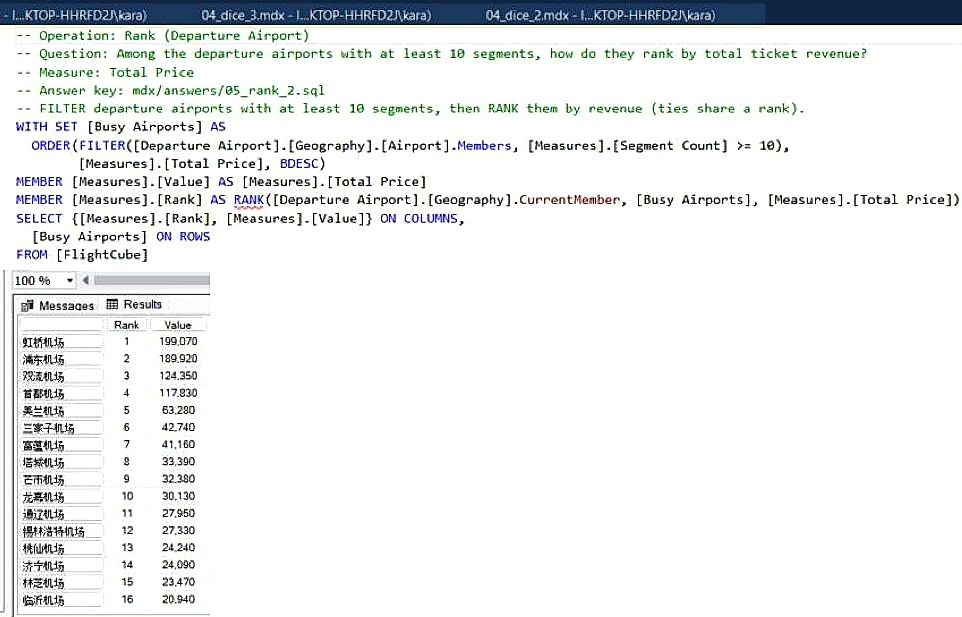 - I...KTOP-HHRFD2J\kara) 04_dice_3.mdx - I...KTOP-HHRFD2J\kara) 04_dice_2.mdx - I...KTOP-HHRFD2J\kara)
-- Operation: Rank (Departure Airport)
-- Question: Among the departure airports with at least 10 segments, how do they rank by total ticket revenue?
-- Measure: Total Price
-- Answer key: mdx/answers/05_rank_2.sql
-- FILTER departure airports with at least 10 segments, then RANK them by revenue (ties share a rank).
WITH SET [Busy Airports] AS
ORDER(FILTER([Departure Airport].[Geography].[Airport].Members, [Measures].[Segment Count] >= 10),
[Measures].[Total Price], BDESC)
MEMBER [Measures].[Value] AS [Measures].[Total Price]
MEMBER [Measures].[Rank] AS RANK([Departure Airport].[Geography].CurrentMember, [Busy Airports], [Measures].[Total Price])
SELECT {[Measures].[Rank], [Measures].[Value]} ON COLUMNS,
[Busy Airports] ON ROWS
FROM [FlightCube]
100 %
Messages Results
Rank Value
虹桥机场 1 199,070
浦东机场 2 189,920
双流机场 3 124,350
首都机场 4 117,830
美兰机场 5 63,280
三家子机场 6 42,740
富蕴机场 7 41,160
塔城机场 8 33,390
芒市机场 9 32,380
龙嘉机场 10 30,130
通辽机场 11 27,950
锡林浩特机场 12 27,330
桃仙机场 13 24,240
济宁机场 14 24,090
林芝机场 15 23,470
临沂机场 16 20,940